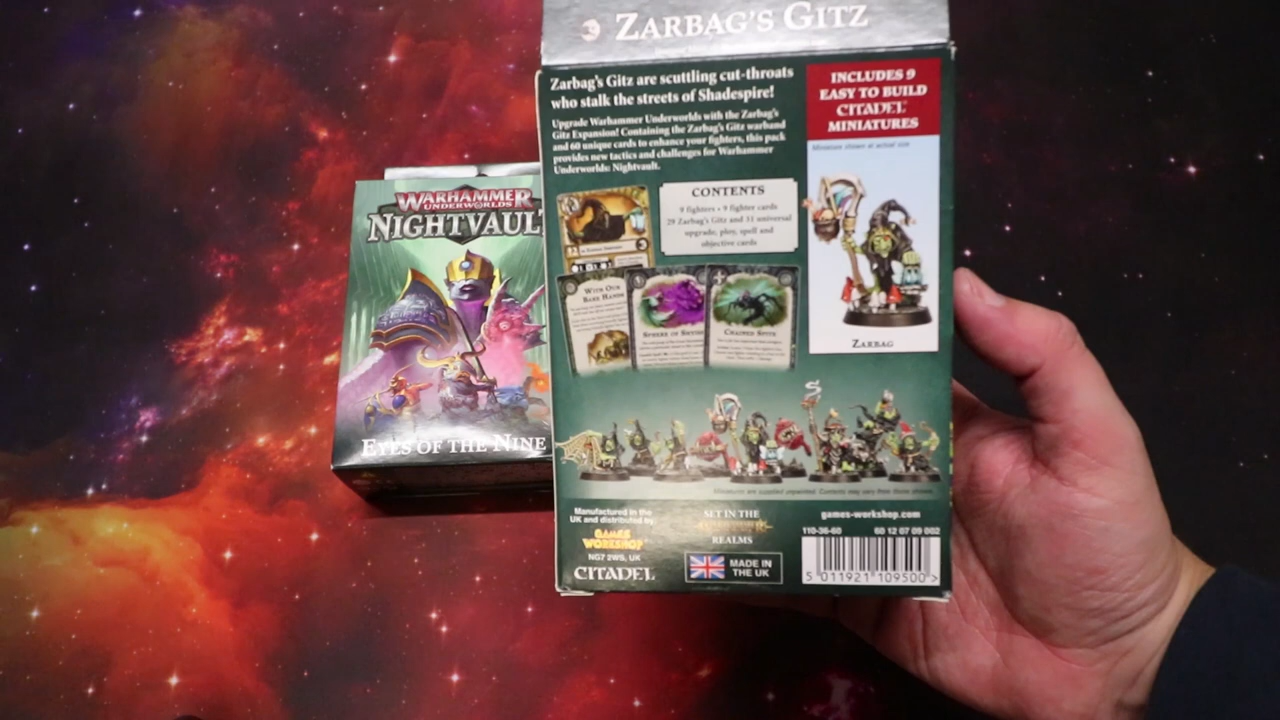 ZARBAG'S GITZ
Zarbag's Gitz are scuttling cut-throats
who stalk the streets of Shadespire!
Upgrade Warhammer Underworlds with the Zarbag's
Gitz Expansion! Containing the Zarbag's Gitz warband
and 60 unique cards to enhance your fighters, this pack
provides new tactics and challenges for Warhammer
Underworlds: Nightvault.
INCLUDES 9
EASY TO BUILD
CITADEL
MINIATURES
Miniature shown at actual size
ZARBAG
CONTENTS
9 fighters • 9 fighter cards
29 Zarbag's Gitz and 31 universal
upgrade, ploy, spell and
objective cards
WITH OUR
BARE HANDS
CHAINED SPITE
Miniatures are supplied unpainted. Contents may vary from those shown.
Manufactured in the
UK and distributed by
GAMES
WORKSHOP
NG7 2WS, UK
CITADEL
SET IN THE
REALMS
MADE IN
THE UK
games-workshop.com
110-36-60 60 12 07 09 002
5 011921 109500 >
WARHAMMER
UNDERWORLDS
NIGHTVAUL
EYES OF THE NINE